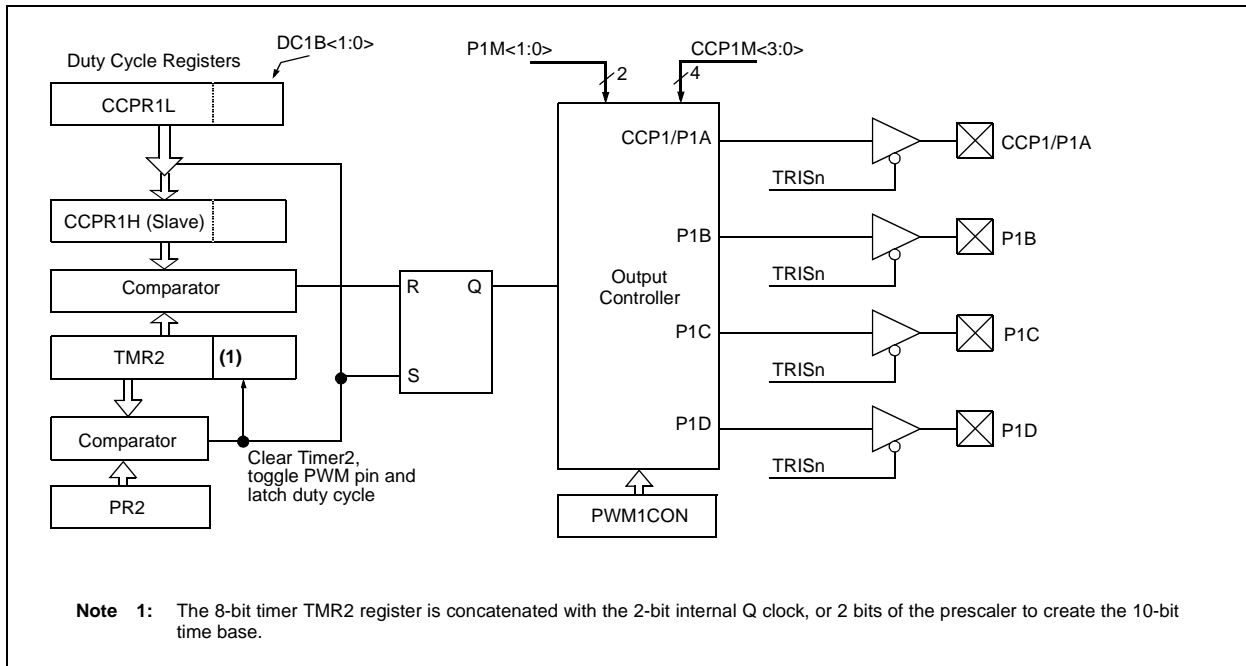 DC1B<1:0>
Duty Cycle Registers
CCPR1L
CCPR1H (Slave)
Comparator
TMR2
(1)
Comparator
PR2
Clear Timer2,
toggle PWM pin and
latch duty cycle
R
Q
S
P1M<1:0>
2
CCP1M<3:0>
4
Output
Controller
CCP1/P1A
P1B
P1C
P1D
PWM1CON
TRISn
CCP1/P1A
TRISn
P1B
TRISn
P1C
TRISn
P1D
Note 1: The 8-bit timer TMR2 register is concatenated with the 2-bit internal Q clock, or 2 bits of the prescaler to create the 10-bit
time base.